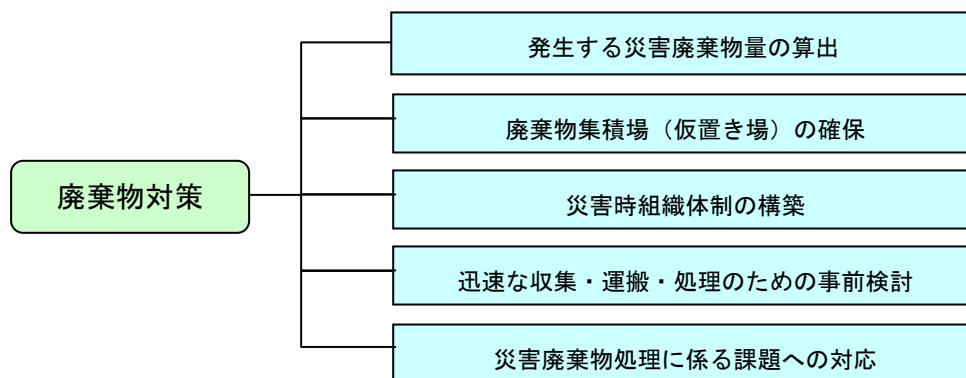 発生する災害廃棄物量の算出
廃棄物集積場（仮置き場）の確保
廃棄物対策
災害時組織体制の構築
迅速な収集・運搬・処理のための事前検討
災害廃棄物処理に係る課題への対応